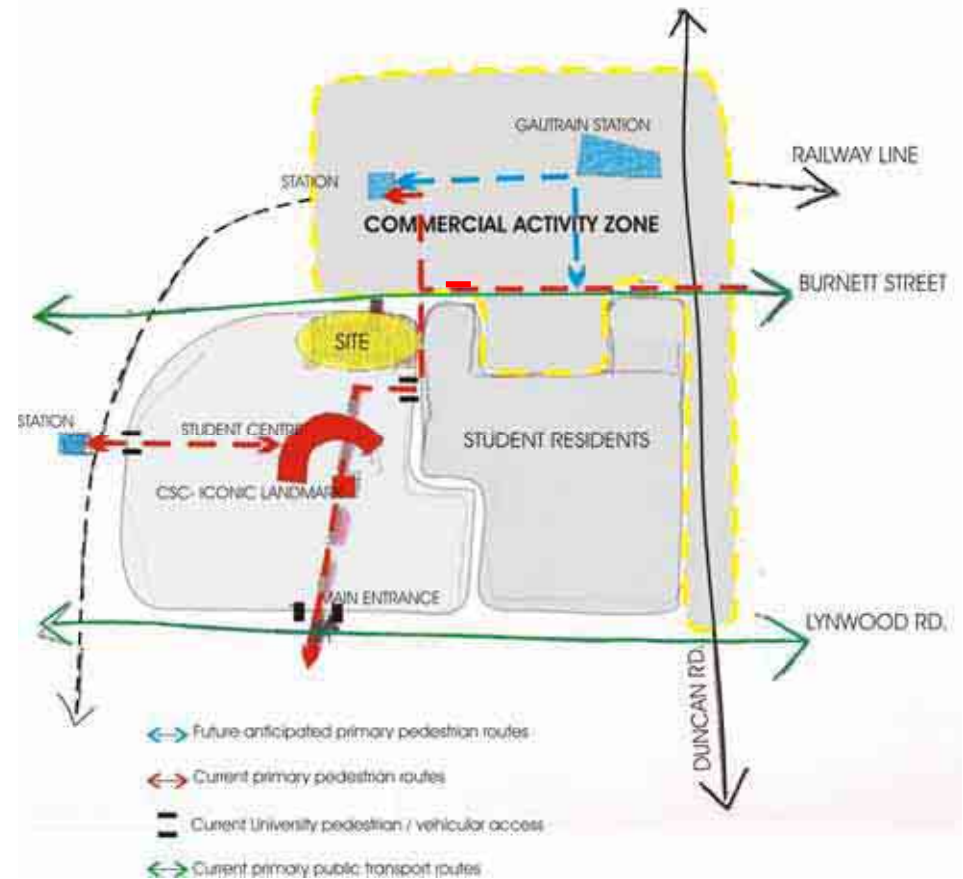 GAUTRAIN STATION
RAILWAY LINE
STATION
COMMERCIAL ACTIVITY ZONE
BURNETT STREET
SITE
STATION
STUDENT CENTRE
STUDENT RESIDENTS
CSC- ICONIC LANDMARK
MAIN ENTRANCE
LYNWOOD RD.
DUNCAN RD.
Future anticipated primary pedestrian routes
Current primary pedestrian routes
Current University pedestrian / vehicular access
Current primary public transport routes